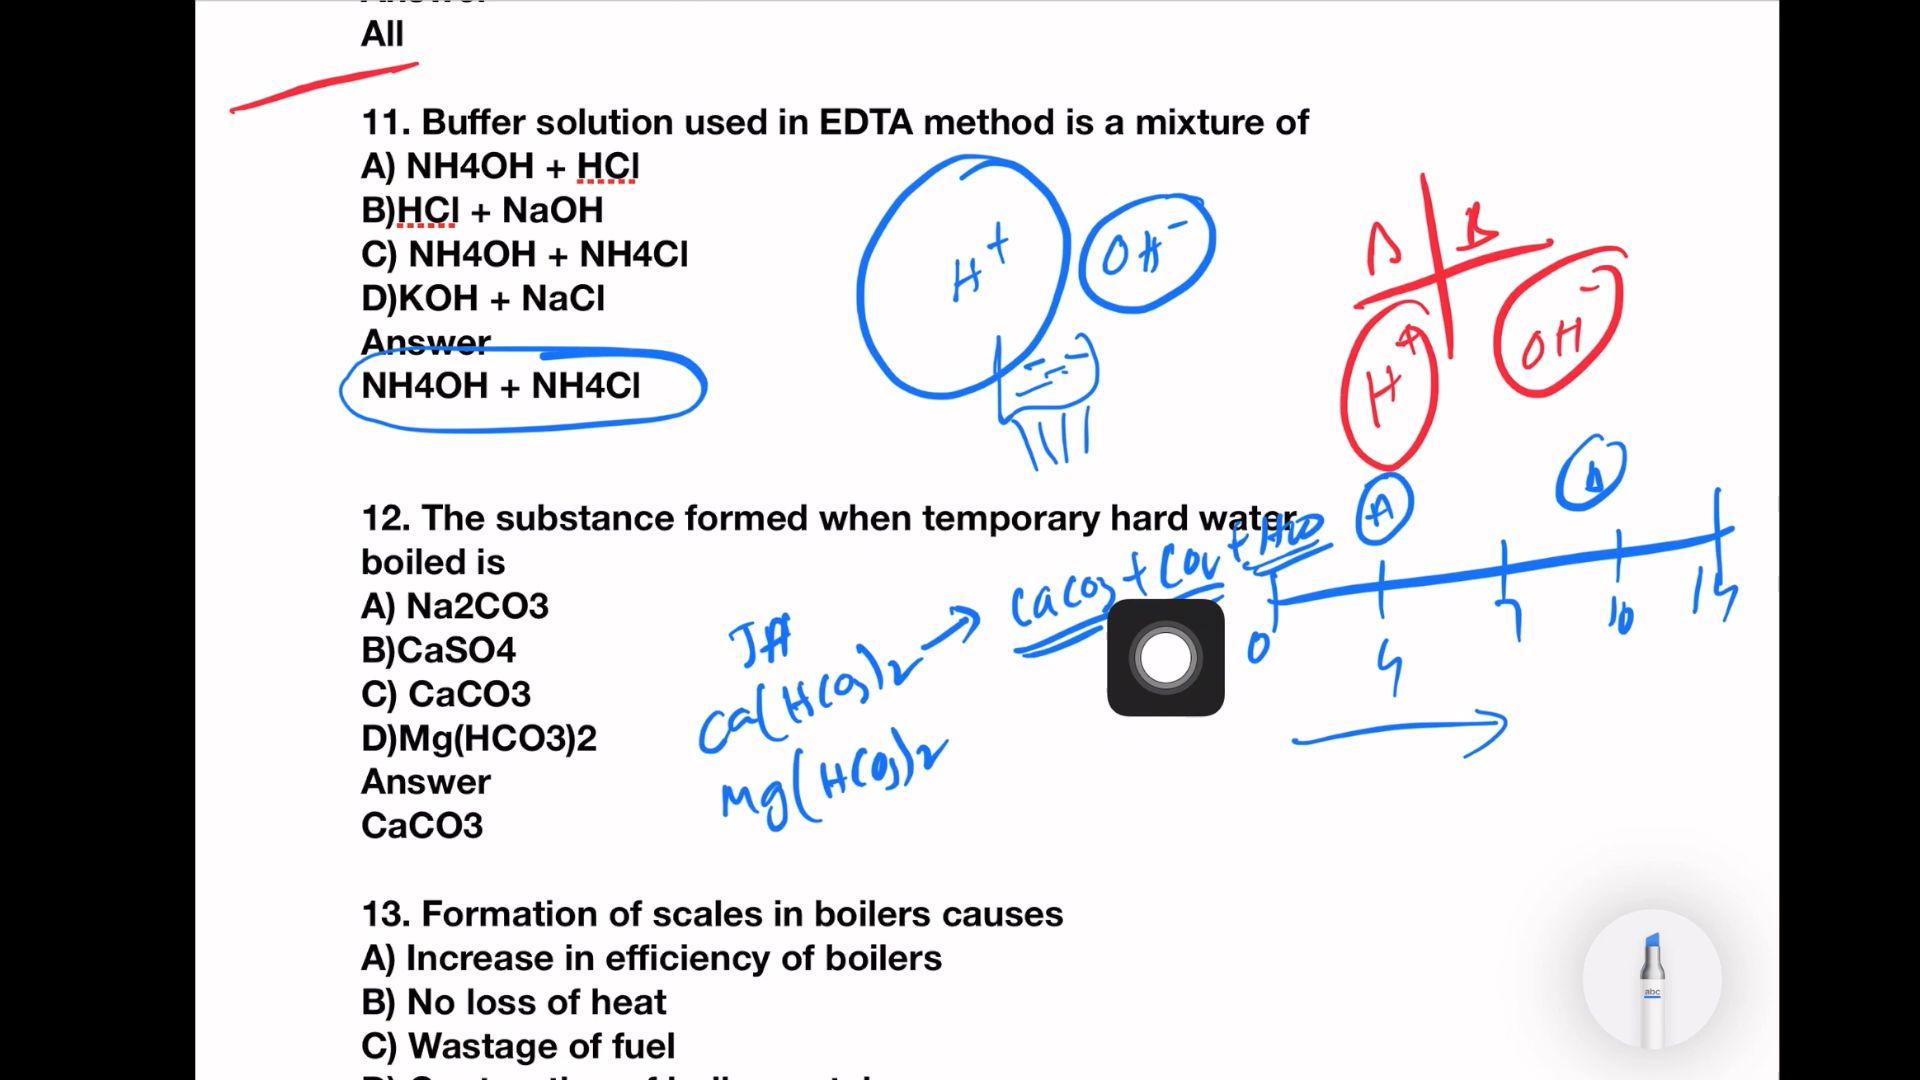 All
11. Buffer solution used in EDTA method is a mixture of
A) NH4OH + HCl
B)HCl + NaOH
C) NH4OH + NH4Cl
D)KOH + NaCl
Answer
NH4OH + NH4Cl
H+
OH-
A B
H+
OH-
A
12. The substance formed when temporary hard water
boiled is
A) Na2CO3
B)CaSO4
C) CaCO3
D)Mg(HCO3)2
Answer
CaCO3
Ca(HCO3)2 → CaCO3 + CO2 +
Mg(HCO3)2
0 4 7 10 14
13. Formation of scales in boilers causes
A) Increase in efficiency of boilers
B) No loss of heat
C) Wastage of fuel
abc